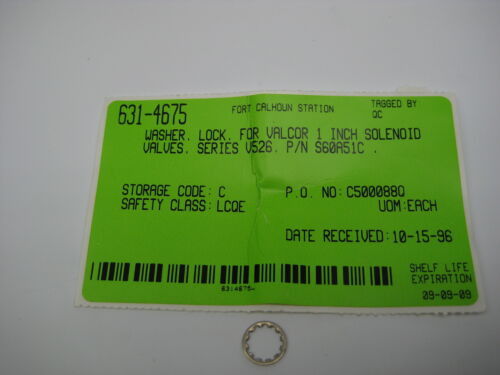 631-4675 FORT CALHOUN STATION TAGGED BY
QC
WASHER, LOCK, FOR VALCOR 1 INCH SOLENOID
VALVES, SERIES V526, P/N S60A51C .
STORAGE CODE: C P.O. NO: C500088Q
SAFETY CLASS: LCQE UOM: EACH
DATE RECEIVED: 10-15-96
SHELF LIFE
EXPIRATION
6314675- 09-09-09